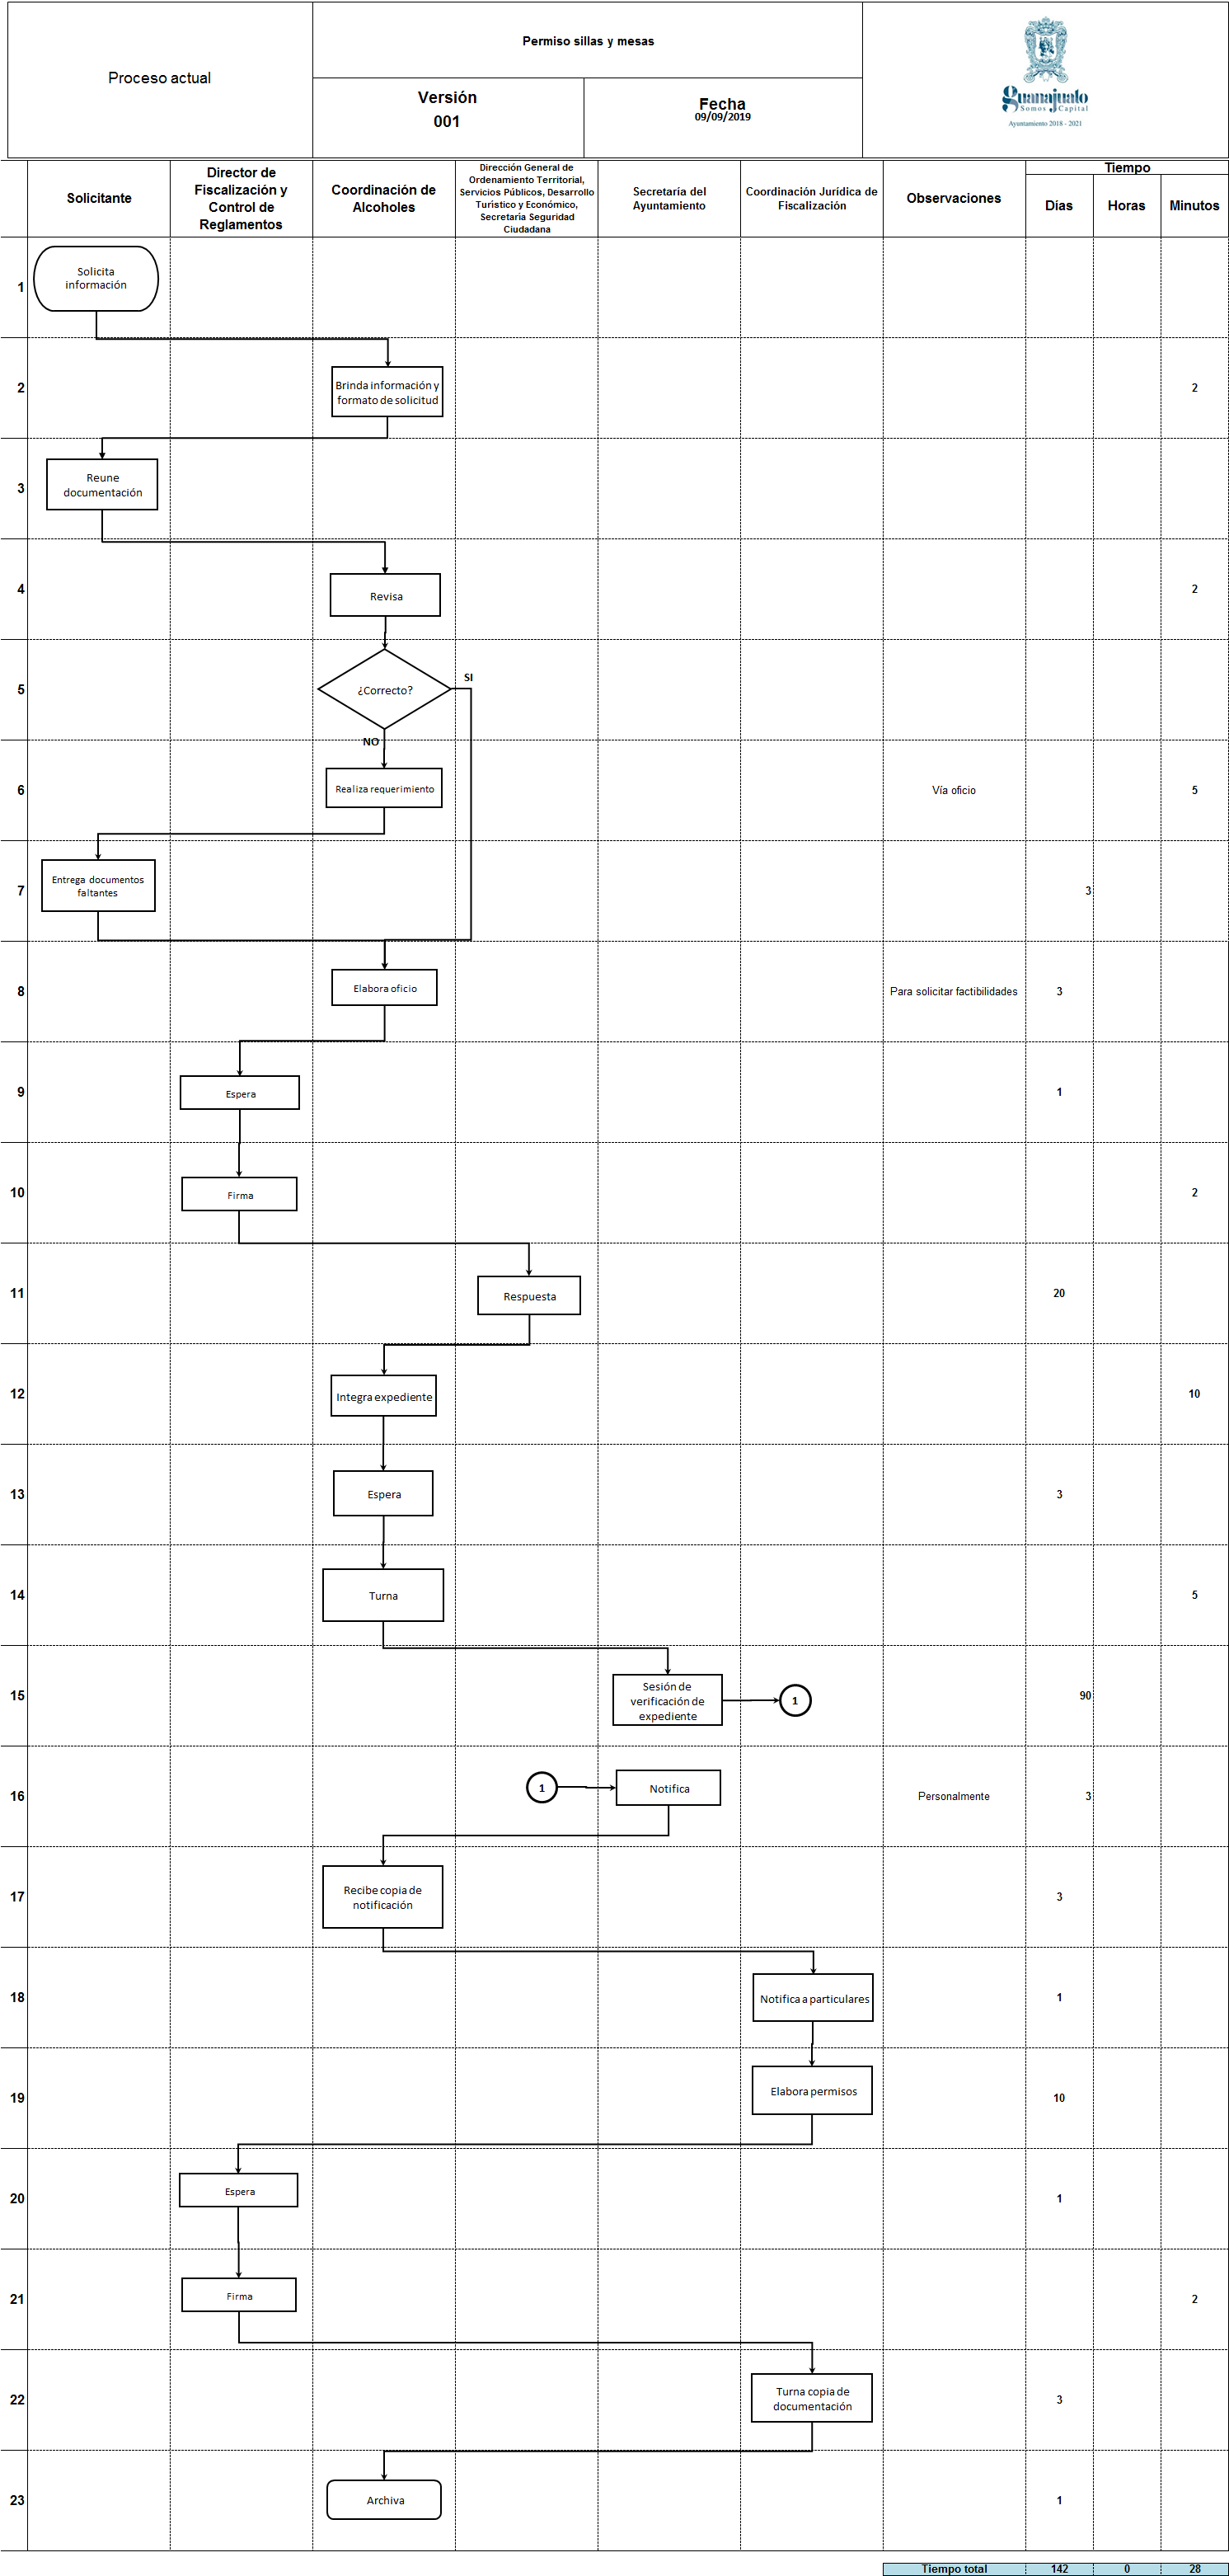 Proceso actual
Permiso sillas y mesas
Versión
001
Fecha
09/09/2019
guanajuato
Somos Capital
Ayuntamiento 2018 - 2021
Solicitante
Director de
Fiscalización y
Control de
Reglamentos
Coordinación de
Alcoholes
Dirección General de
Ordenamiento Territorial,
Servicios Públicos, Desarrollo
Turístico y Económico,
Secretaría Seguridad
Ciudadana
Secretaría del
Ayuntamiento
Coordinación Jurídica de
Fiscalización
Observaciones
Tiempo
Días
Horas
Minutos
1
Solicita
información
2
Brinda información y
formato de solicitud
2
3
Reune
documentación
4
Revisa
2
5
¿Correcto?
SI
NO
6
Realiza requerimiento
Vía oficio
5
7
Entrega documentos
faltantes
3
8
Elabora oficio
Para solicitar factibilidades
3
9
Espera
1
10
Firma
2
11
Respuesta
20
12
Integra expediente
10
13
Espera
3
14
Turna
5
15
Sesión de
verificación de
expediente
1
90
16
1
Notifica
Personalmente
3
17
Recibe copia de
notificación
3
18
Notifica a particulares
1
19
Elabora permisos
10
20
Espera
1
21
Firma
2
22
Turna copia de
documentación
3
23
Archiva
1
Tiempo total
142
0
28